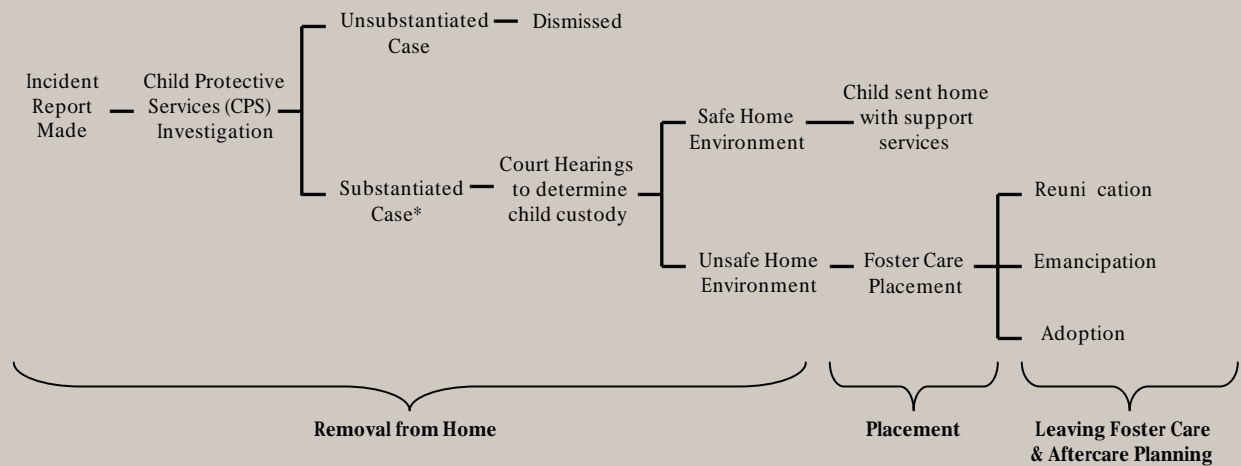 Unsubstantiated
Case
Dismissed
Incident
Report
Made
Child Protective
Services (CPS)
Investigation
Child sent home
with support
services
Safe Home
Environment
Substantiated
Case*
Court Hearings
to determine
child custody
Reuni cation
Unsafe Home
Environment
Foster Care
Placement
Emancipation
Adoption
Removal from Home
Placement
Leaving Foster Care
& Aftercare Planning